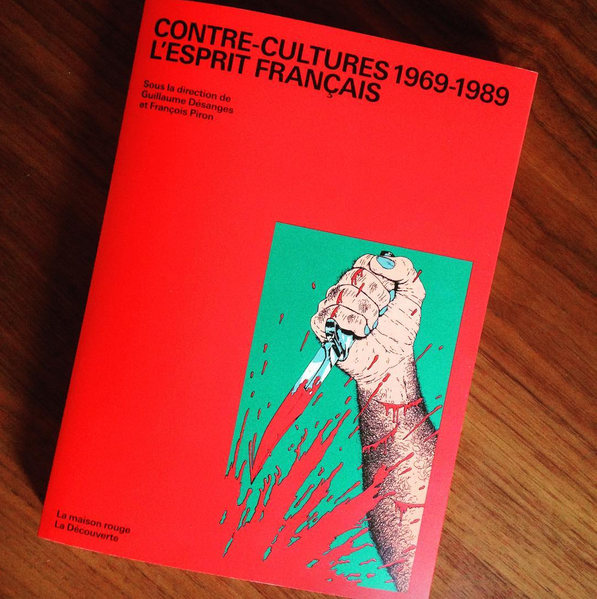 CONTRE-CULTURES 1969-1989
L'ESPRIT FRANÇAIS
Sous la direction de
Guillaume Désanges
et François Piron
La maison rouge
La Découverte